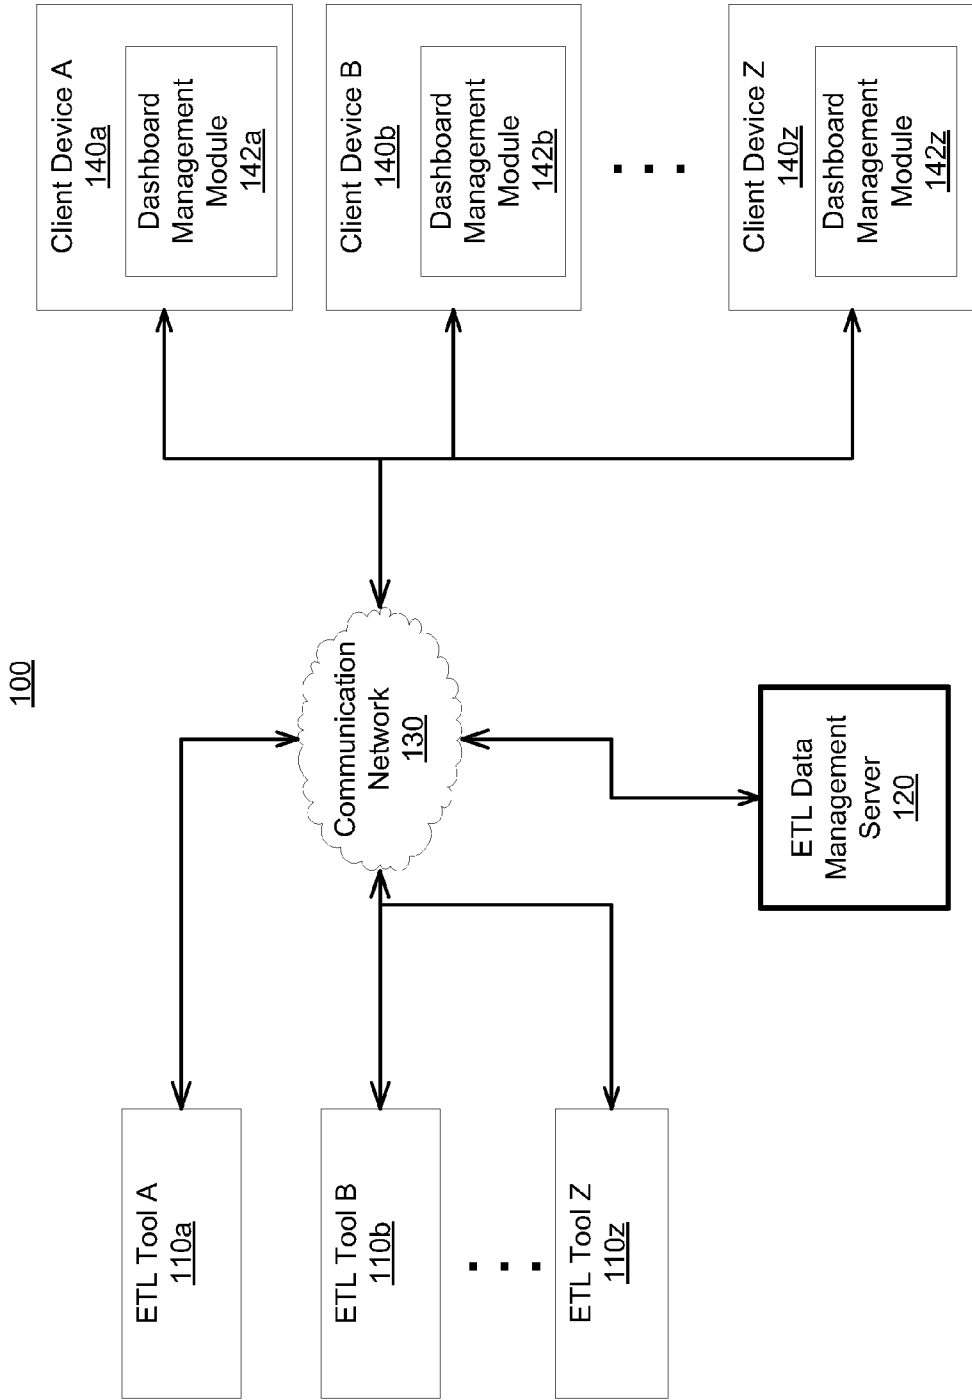 100
ETL Tool A
110a
ETL Tool B
110b
. . .
ETL Tool Z
110z
Communication
Network
130
ETL Data
Management
Server
120
Client Device A
140a
Dashboard
Management
Module
142a
Client Device B
140b
Dashboard
Management
Module
142b
. . .
Client Device Z
140z
Dashboard
Management
Module
142z